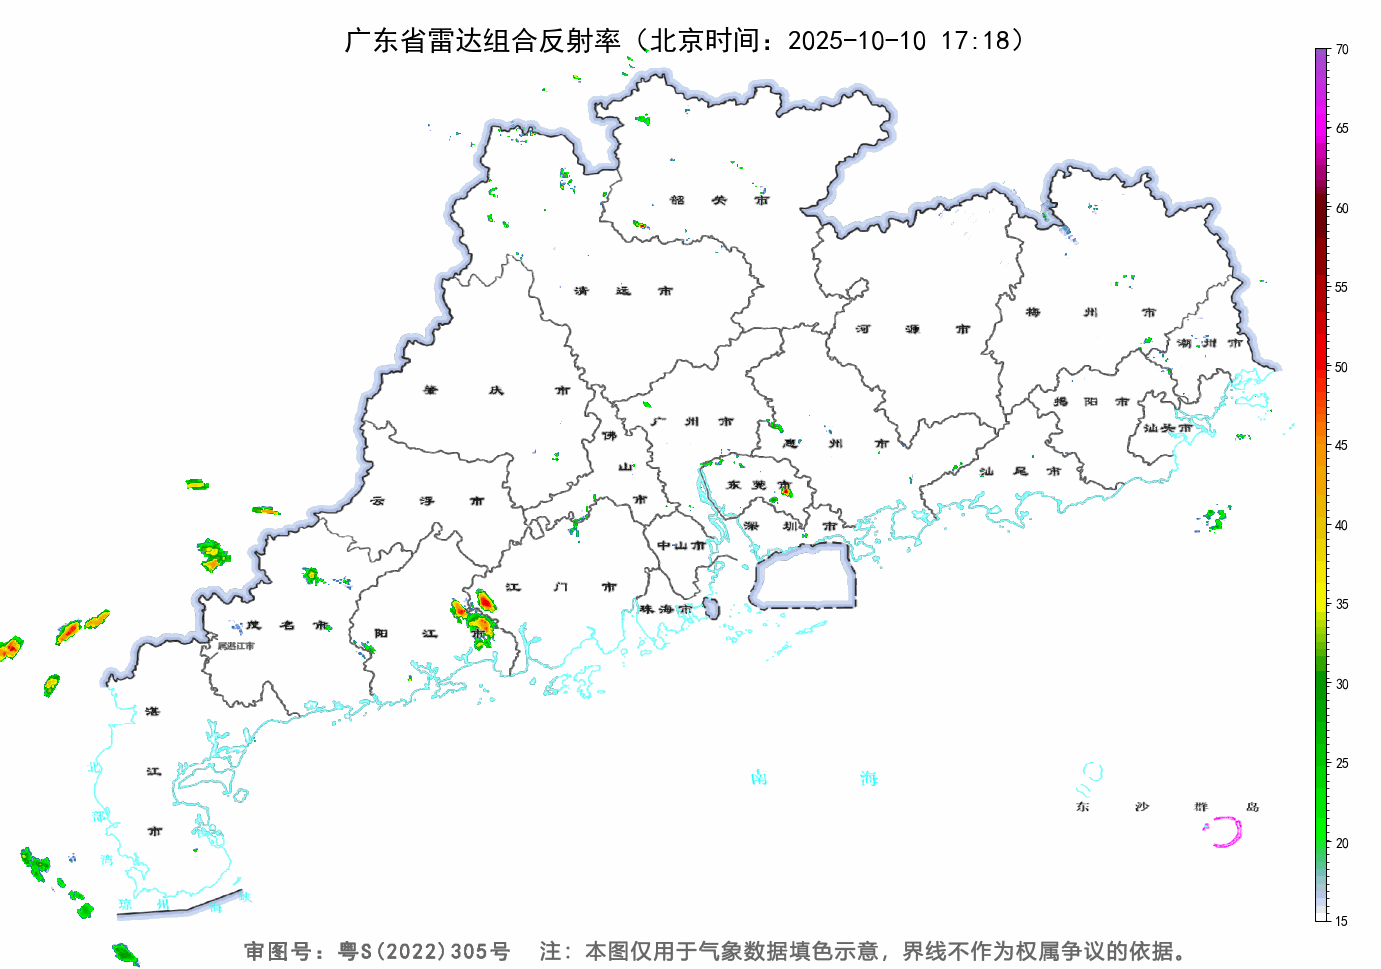 广东省雷达组合反射率（北京时间：2025-10-10 17:18）
70
65
60
55
50
45
40
35
30
25
20
15
韶关市
清远市
河源市
梅州市
潮州市
肇庆市
广州市
佛山市
惠州市
揭阳市
汕头市
汕尾市
云浮市
东莞市
深圳市
中山市
江门市
珠海市
茂名市
属湛江市
阳江市
湛江市
北部湾
琼州海峡
南海
东沙群岛
审图号：粤S(2022)305号 注：本图仅用于气象数据填色示意，界线不作为权属争议的依据。